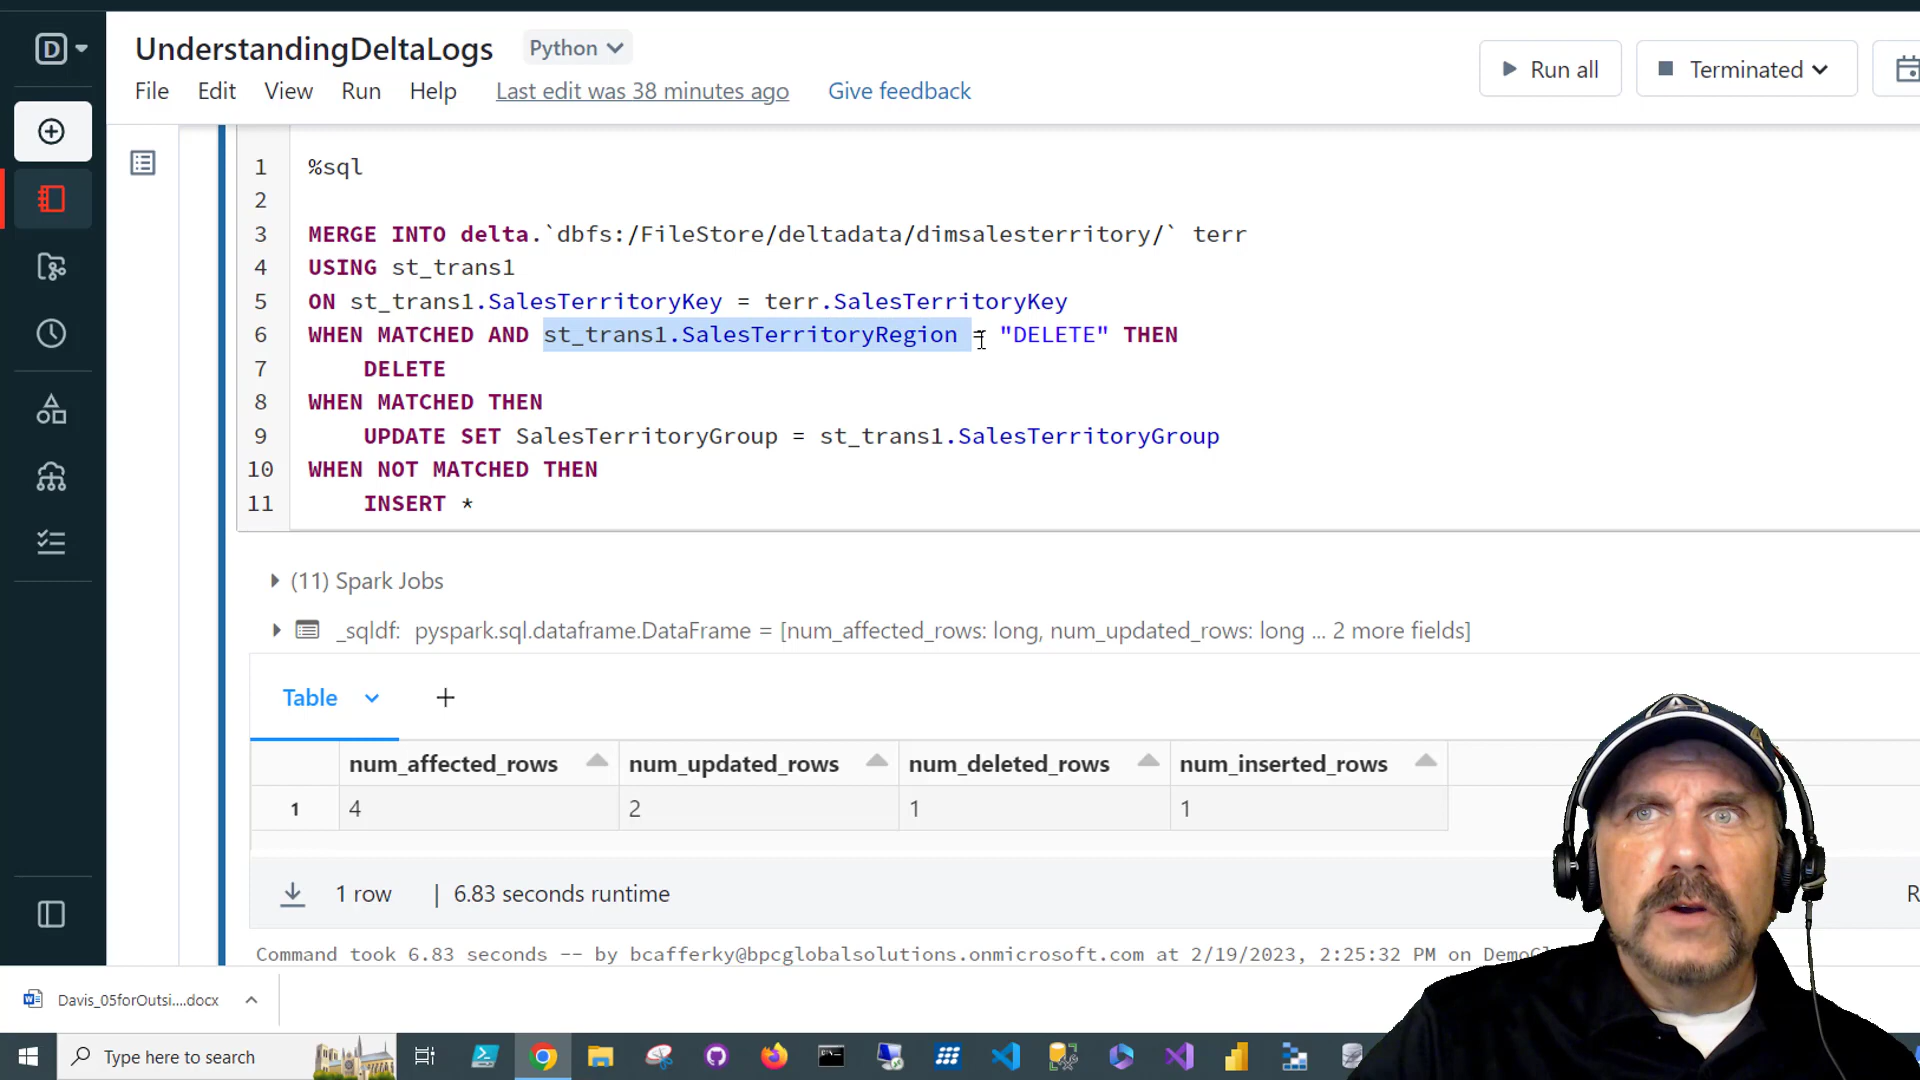 D
UnderstandingDeltaLogs
Python
File Edit View Run Help Last edit was 38 minutes ago Give feedback
Run all
Terminated
1 %sql
2
3 MERGE INTO delta.`dbfs:/FileStore/deltadata/dimsalesterritory/` terr
4 USING st_trans1
5 ON st_trans1.SalesTerritoryKey = terr.SalesTerritoryKey
6 WHEN MATCHED AND st_trans1.SalesTerritoryRegion = "DELETE" THEN
7 DELETE
8 WHEN MATCHED THEN
9 UPDATE SET SalesTerritoryGroup = st_trans1.SalesTerritoryGroup
10 WHEN NOT MATCHED THEN
11 INSERT *
(11) Spark Jobs
_sqldf: pyspark.sql.dataframe.DataFrame = [num_affected_rows: long, num_updated_rows: long ... 2 more fields]
Table +
num_affected_rows num_updated_rows num_deleted_rows num_inserted_rows
1 4 2 1 1
1 row | 6.83 seconds runtime
R
Command took 6.83 seconds -- by bcafferky@bpcglobalsolutions.onmicrosoft.com at 2/19/2023, 2:25:32 PM on
Davis_05forOutsi....docx
Type here to search